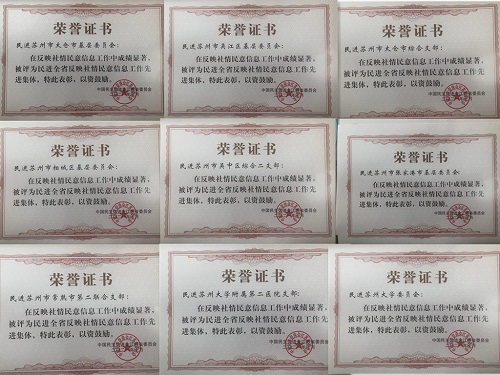 荣誉证书
民进苏州市太仓市基层委员会：
在反映社情民意信息工作中成绩显著，
被评为民进全省反映社情民意信息工作先
进集体，特此表彰，以资鼓励。
荣誉证书
民进苏州市吴江区基层委员会：
在反映社情民意信息工作中成绩显著，
被评为民进全省反映社情民意信息工作先
进集体，特此表彰，以资鼓励。
荣誉证书
民进苏州市太仓市综合支部：
在反映社情民意信息工作中成绩显著，
被评为民进全省反映社情民意信息工作先
进集体，特此表彰，以资鼓励。
荣誉证书
民进苏州市相城区基层委员会：
在反映社情民意信息工作中成绩显著，
被评为民进全省反映社情民意信息工作先
进集体，特此表彰，以资鼓励。
荣誉证书
民进苏州市吴中区综合二支部：
在反映社情民意信息工作中成绩显著，
被评为民进全省反映社情民意信息工作先
进集体，特此表彰，以资鼓励。
荣誉证书
民进苏州市张家港市基层委员会：
在反映社情民意信息工作中成绩显著，
被评为民进全省反映社情民意信息工作先
进集体，特此表彰，以资鼓励。
荣誉证书
民进苏州市常熟市第二联合支部：
在反映社情民意信息工作中成绩显著，
被评为民进全省反映社情民意信息工作先
进集体，特此表彰，以资鼓励。
荣誉证书
民进苏州大学附属第二医院支部：
在反映社情民意信息工作中成绩显著，
被评为民进全省反映社情民意信息工作先
进集体，特此表彰，以资鼓励。
荣誉证书
民进苏州大学委员会：
在反映社情民意信息工作中成绩显著，
被评为民进全省反映社情民意信息工作先
进集体，特此表彰，以资鼓励。